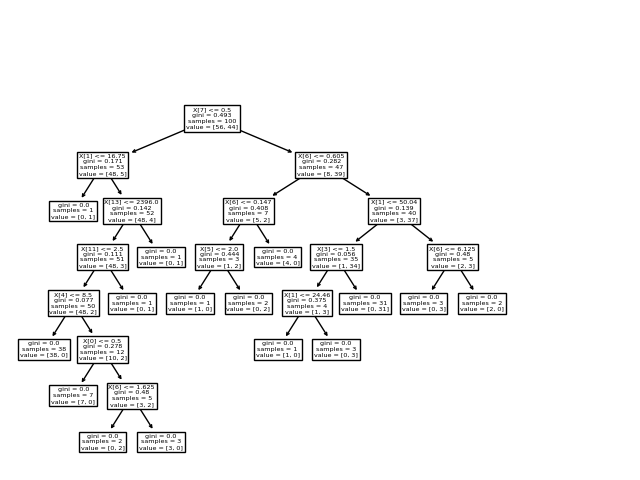 X[7] <= 0.5
gini = 0.493
samples = 100
value = [56, 44]
X[1] <= 16.75
gini = 0.171
samples = 53
value = [48, 5]
X[6] <= 0.605
gini = 0.282
samples = 47
value = [8, 39]
gini = 0.0
samples = 1
value = [0, 1]
X[13] <= 2396.0
gini = 0.142
samples = 52
value = [48, 4]
X[6] <= 0.147
gini = 0.408
samples = 7
value = [5, 2]
X[1] <= 50.04
gini = 0.139
samples = 40
value = [3, 37]
X[11] <= 2.5
gini = 0.111
samples = 51
value = [48, 3]
gini = 0.0
samples = 1
value = [0, 1]
X[5] <= 2.0
gini = 0.444
samples = 3
value = [1, 2]
gini = 0.0
samples = 4
value = [4, 0]
X[3] <= 1.5
gini = 0.056
samples = 35
value = [1, 34]
X[6] <= 6.125
gini = 0.48
samples = 5
value = [2, 3]
X[4] <= 8.5
gini = 0.077
samples = 50
value = [48, 2]
gini = 0.0
samples = 1
value = [0, 1]
gini = 0.0
samples = 1
value = [1, 0]
gini = 0.0
samples = 2
value = [0, 2]
X[1] <= 24.46
gini = 0.375
samples = 4
value = [1, 3]
gini = 0.0
samples = 31
value = [0, 31]
gini = 0.0
samples = 3
value = [0, 3]
gini = 0.0
samples = 2
value = [2, 0]
gini = 0.0
samples = 38
value = [38, 0]
X[0] <= 0.5
gini = 0.278
samples = 12
value = [10, 2]
gini = 0.0
samples = 1
value = [1, 0]
gini = 0.0
samples = 3
value = [0, 3]
gini = 0.0
samples = 7
value = [7, 0]
X[6] <= 1.625
gini = 0.48
samples = 5
value = [3, 2]
gini = 0.0
samples = 2
value = [0, 2]
gini = 0.0
samples = 3
value = [3, 0]